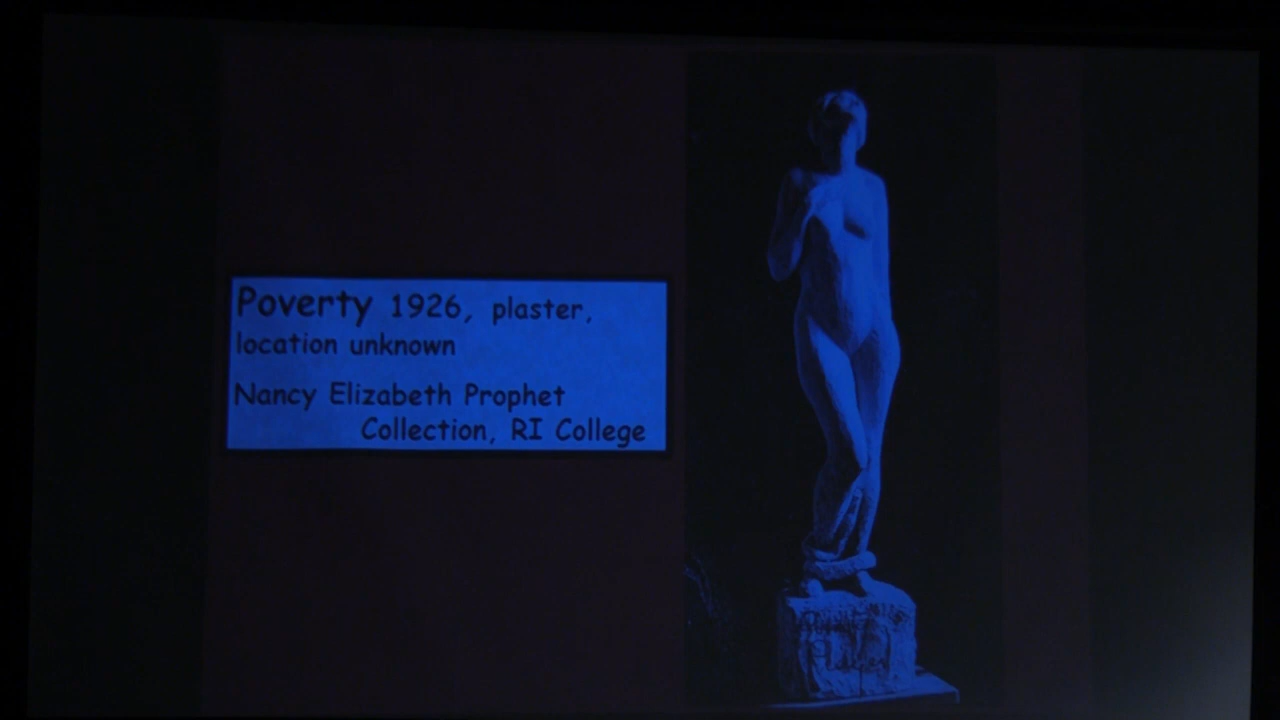 Poverty 1926, plaster,
location unknown
Nancy Elizabeth Prophet
Collection, RI College